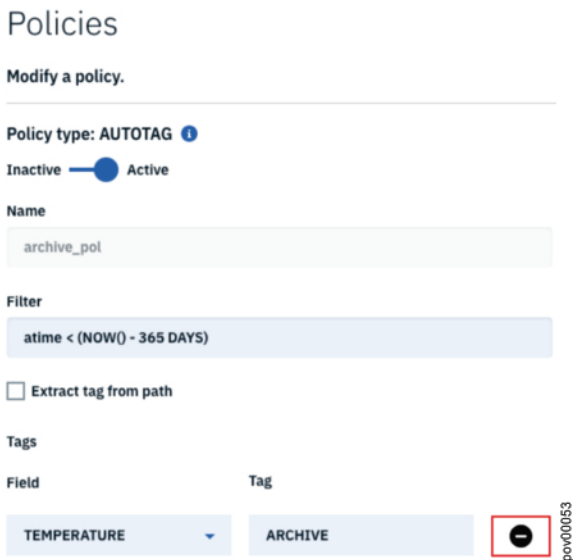 Policies
Modify a policy.
Policy type: AUTOTAG i
Inactive Active
Name
archive_pol
Filter
atime < (NOW() - 365 DAYS)
Extract tag from path
Tags
Field Tag
TEMPERATURE ARCHIVE